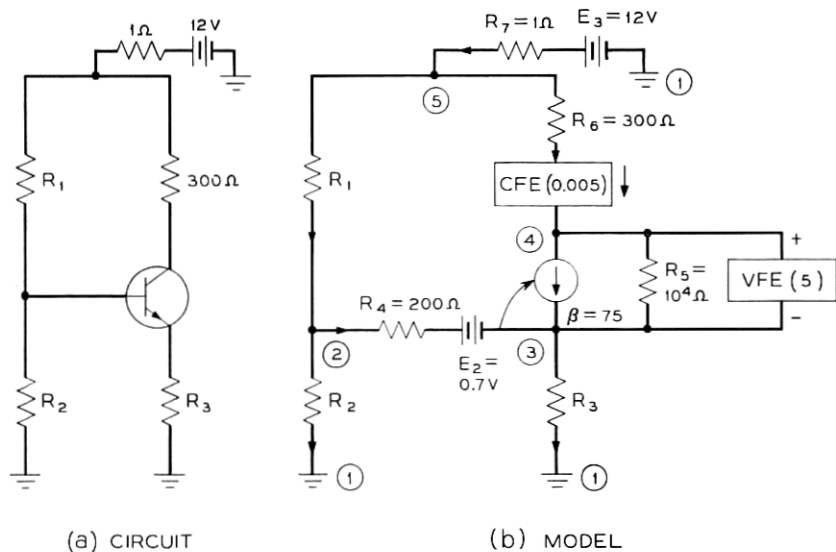 1Ω
12V
R1
300Ω
R2
R3
(a) CIRCUIT
R7=1Ω
E3=12V
1
5
R6=300Ω
R1
CFE (0.005)
4
+
R5=
10⁴Ω
VFE (5)
−
R4=200Ω
β=75
2
E2=
0.7V
3
R2
R3
1
1
(b) MODEL